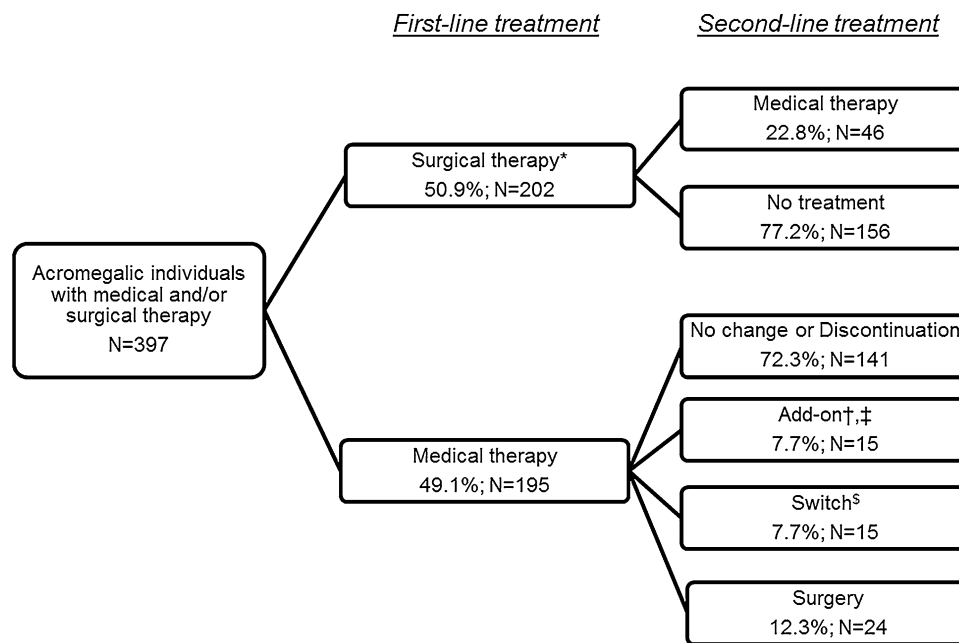 First-line treatment
Second-line treatment
Acromegalic individuals
with medical and/or
surgical therapy
N=397
Surgical therapy*
50.9%; N=202
Medical therapy
22.8%; N=46
No treatment
77.2%; N=156
Medical therapy
49.1%; N=195
No change or Discontinuation
72.3%; N=141
Add-on†,‡
7.7%; N=15
Switch$
7.7%; N=15
Surgery
12.3%; N=24